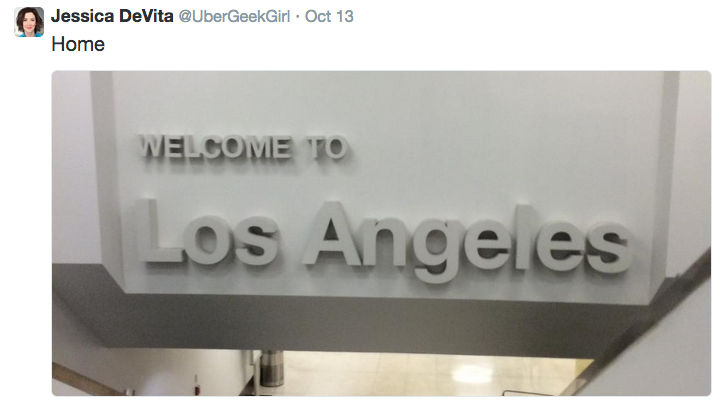 Jessica DeVita @UberGeekGirl · Oct 13
Home
WELCOME TO
Los Angeles